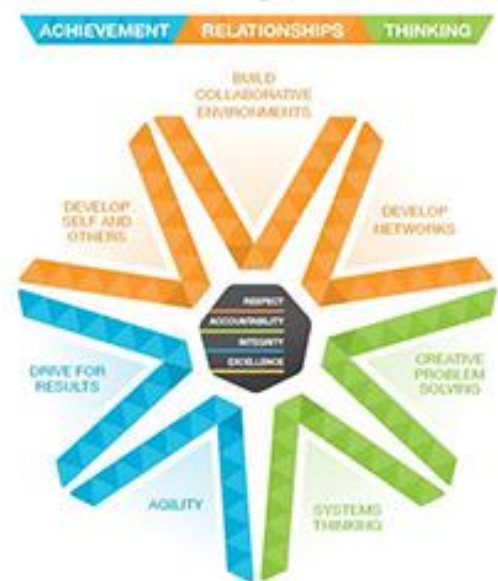 ACHIEVEMENT RELATIONSHIPS THINKING
BUILD
COLLABORATIVE
ENVIRONMENTS
DEVELOP
SELF AND
OTHERS
DEVELOP
NETWORKS
RESPECT
ACCOUNTABILITY
INTEGRITY
EXCELLENCE
DRIVE FOR
RESULTS
CREATIVE
PROBLEM
SOLVING
AGILITY
SYSTEMS
THINKING